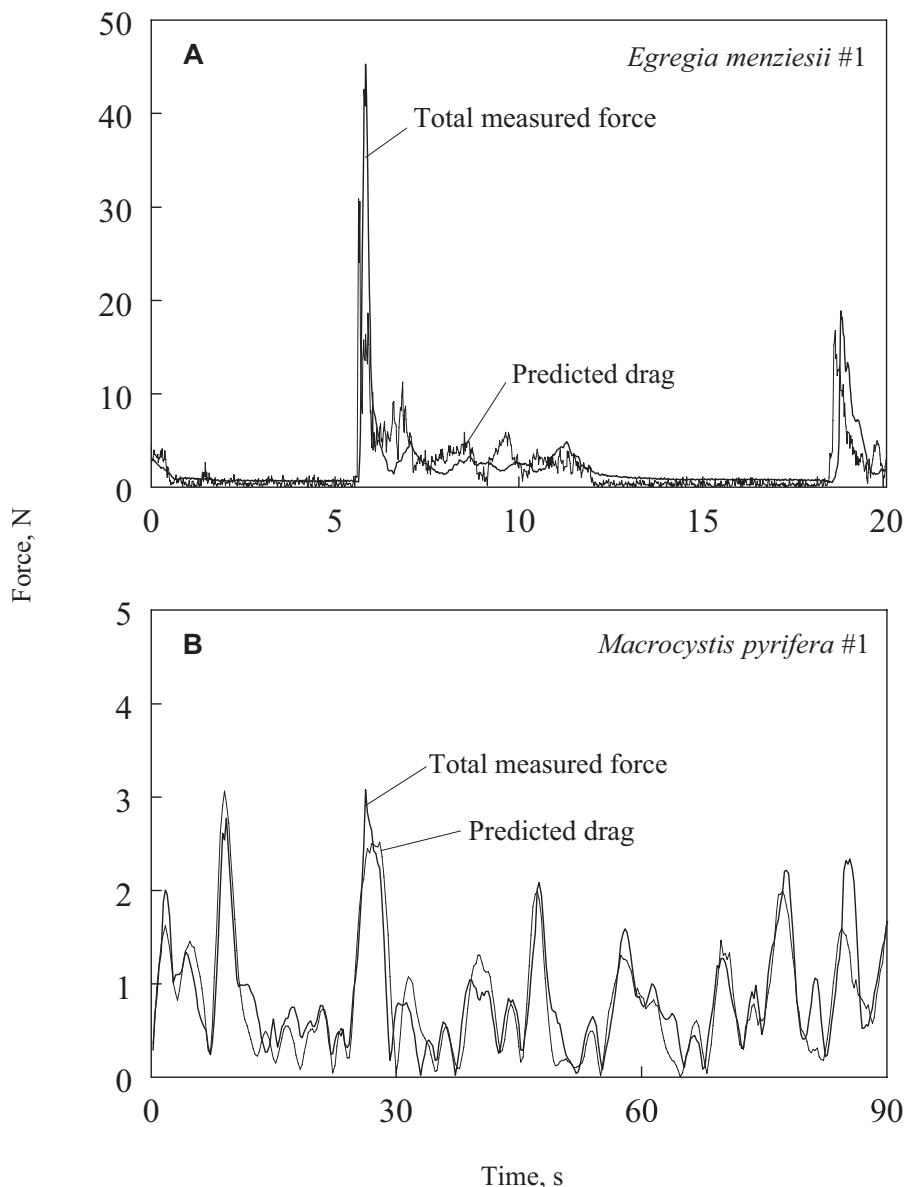 50
A
Egregia menziesii #1
Total measured force
40
30
20
Predicted drag
10
0
0
5
10
15
20
Force, N
5
B
Macrocystis pyrifera #1
4
Total measured force
3
Predicted drag
2
1
0
0
30
60
90
Time, s